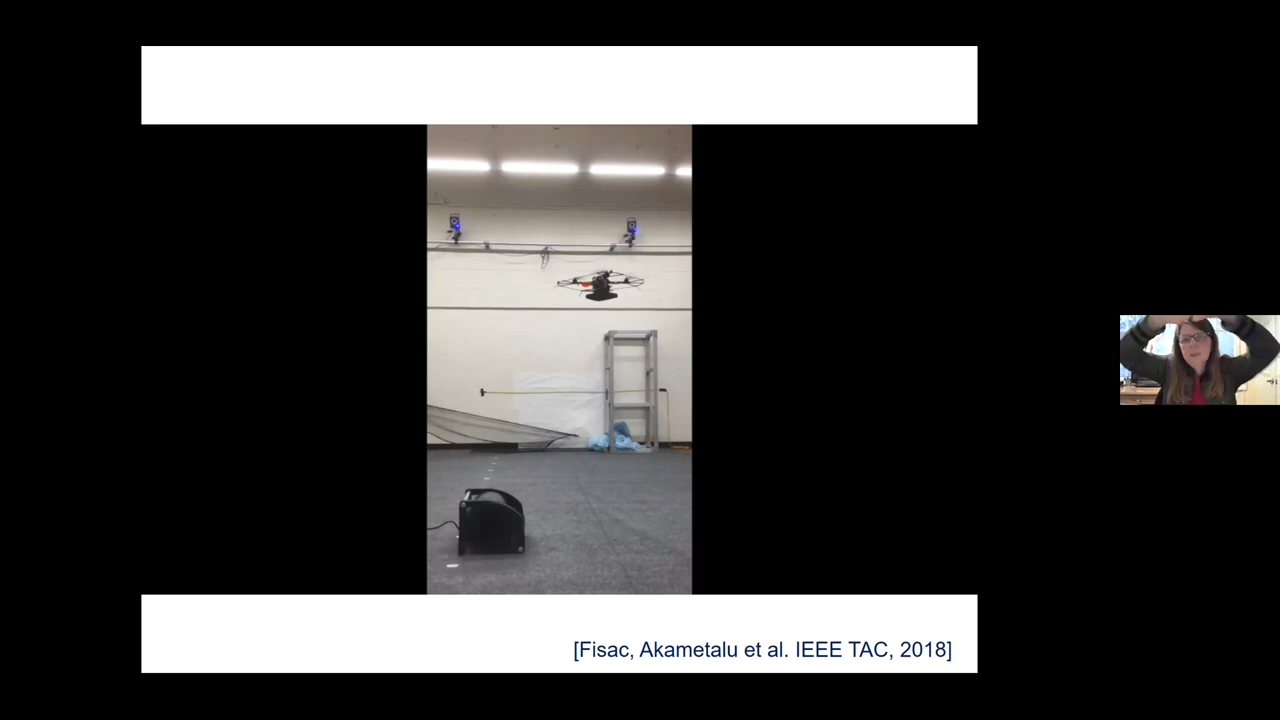 [Fisac, Akametalu et al. IEEE TAC, 2018]